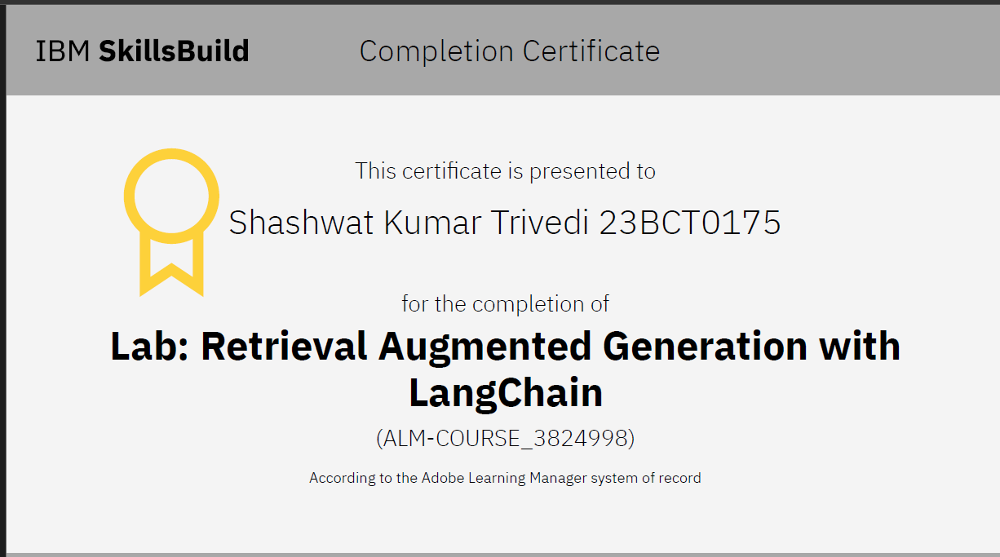 IBM SkillsBuild Completion Certificate
This certificate is presented to
Shashwat Kumar Trivedi 23BCT0175
for the completion of
Lab: Retrieval Augmented Generation with
LangChain
(ALM-COURSE_3824998)
According to the Adobe Learning Manager system of record